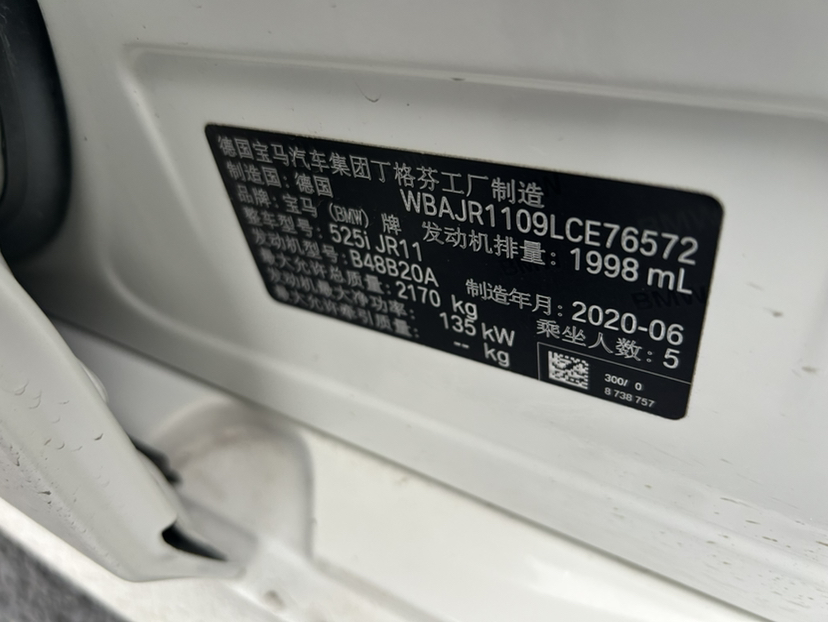 德国宝马汽车集团丁格芬工厂制造
制造国：德国 WBAJR1109LCE76572
品牌：宝马（BMW）牌
整车型号：525i JR11 发动机排量：1998 mL
发动机型号：B48B20A
最大允许总质量：2170 kg 制造年月：2020-06
发动机最大净功率：135 kW 乘坐人数：5
最大允许牵引质量：-- kg
300/ 0
8 738 757